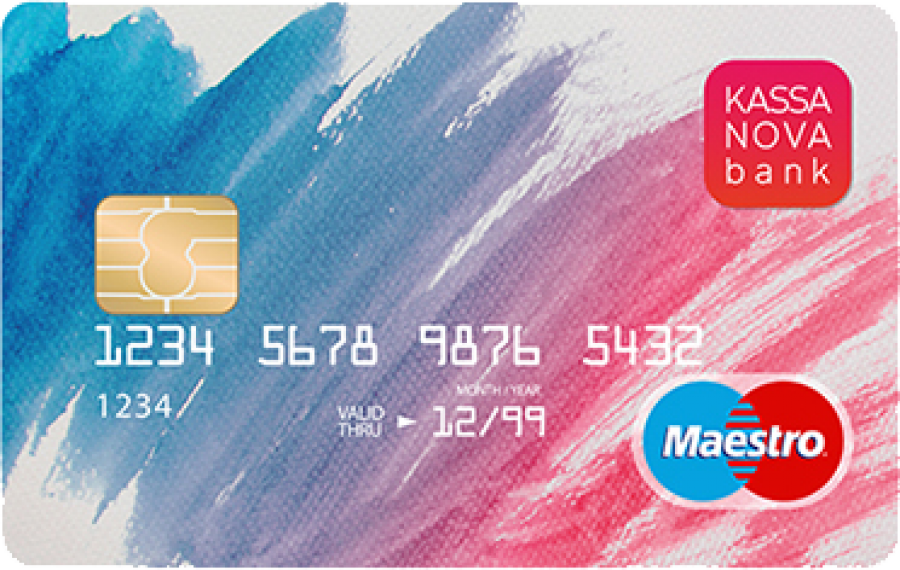 KASSA
NOVA
bank
1234 5678 9876 5432
1234/
MONTH/YEAR
VALID
THRU
12/99
Maestro